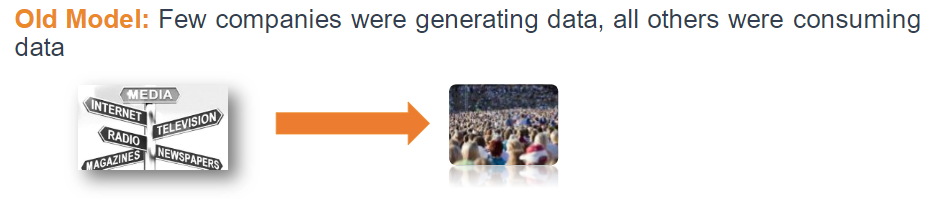 Old Model: Few companies were generating data, all others were consuming
data
MEDIA
INTERNET
TELEVISION
RADIO
MAGAZINES
NEWSPAPERS